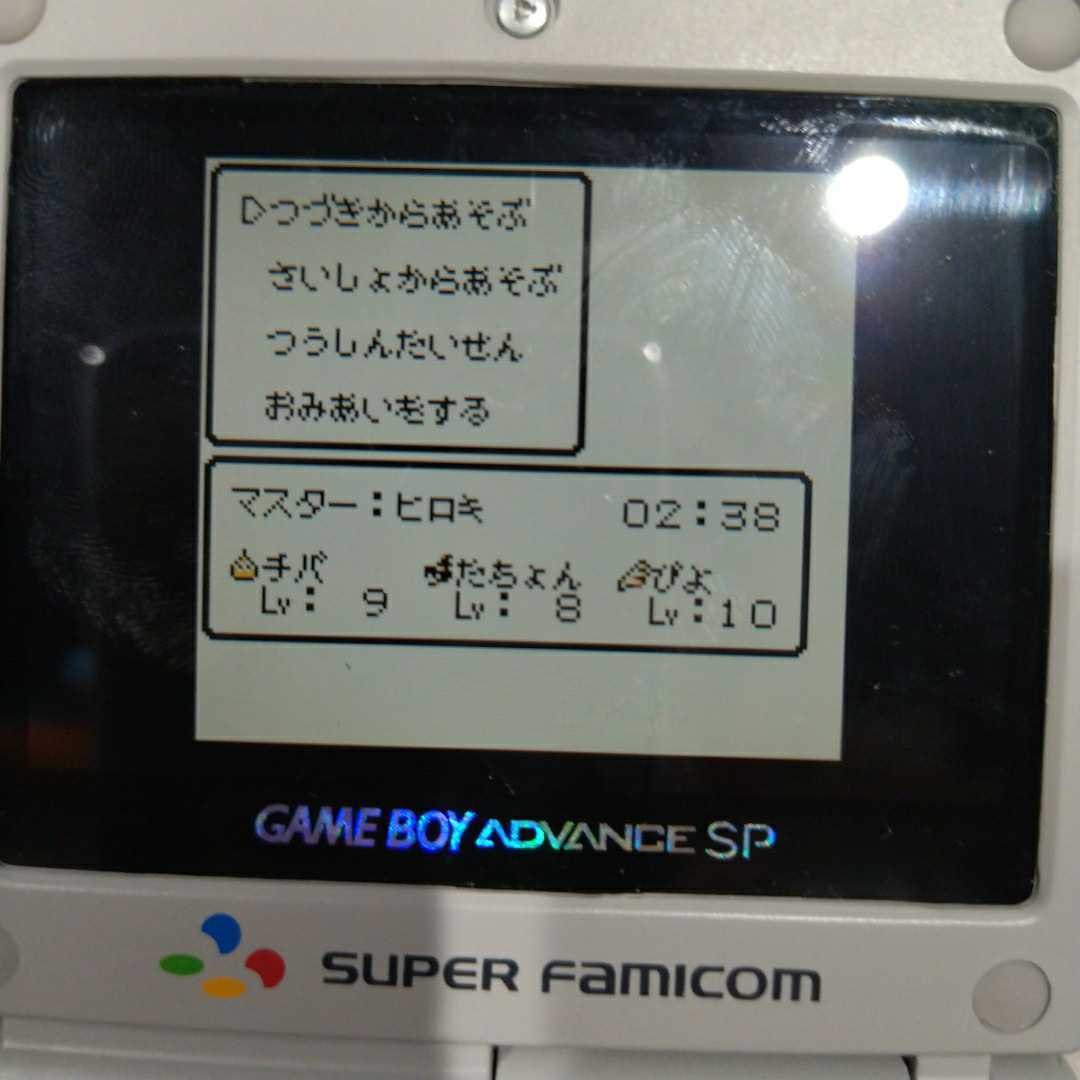 ▷つづきからあそぶ
さいしょからあそぶ
つうしんたいせん
おみあいをする
マスター：ヒロキ 02:38
チバ たちょん ぴよ
Lv: 9 Lv: 8 Lv:10
GAME BOY ADVANCE SP
SUPER FAMICOM